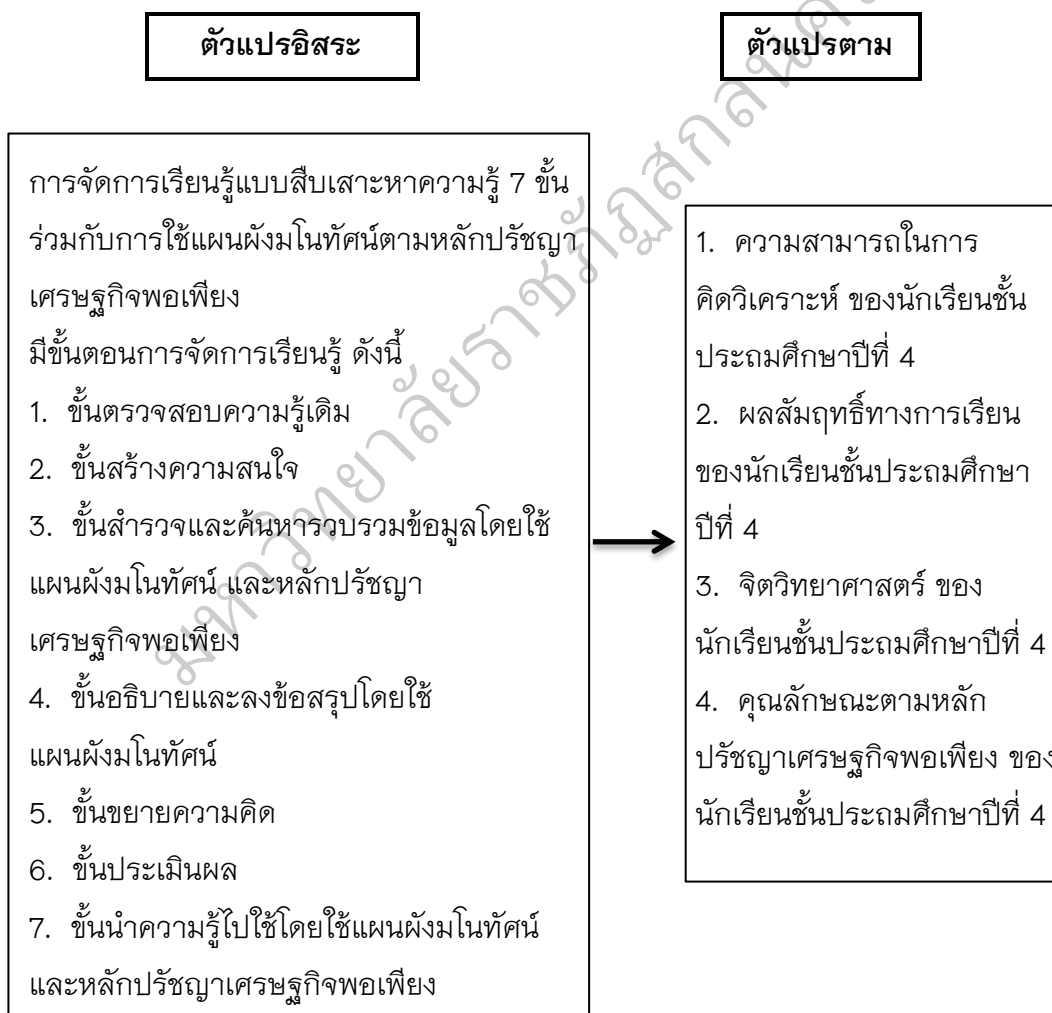 ตัวแปรอิสระ
ตัวแปรตาม
การจัดการเรียนรู้แบบสืบเสาะหาความรู้ 7 ขั้น
ร่วมกับการใช้แผนผังมโนทัศน์ตามหลักปรัชญา
เศรษฐกิจพอเพียง
มีขั้นตอนการจัดการเรียนรู้ ดังนี้
1. ขั้นตรวจสอบความรู้เดิม
2. ขั้นสร้างความสนใจ
3. ขั้นสำรวจและค้นหารวบรวมข้อมูลโดยใช้
แผนผังมโนทัศน์ และหลักปรัชญา
เศรษฐกิจพอเพียง
4. ขั้นอธิบายและลงข้อสรุปโดยใช้
แผนผังมโนทัศน์
5. ขั้นขยายความคิด
6. ขั้นประเมินผล
7. ขั้นนำความรู้ไปใช้โดยใช้แผนผังมโนทัศน์
และหลักปรัชญาเศรษฐกิจพอเพียง
1. ความสามารถในการ
คิดวิเคราะห์ ของนักเรียนชั้น
ประถมศึกษาปีที่ 4
2. ผลสัมฤทธิ์ทางการเรียน
ของนักเรียนชั้นประถมศึกษา
ปีที่ 4
3. จิตวิทยาศาสตร์ ของ
นักเรียนชั้นประถมศึกษาปีที่ 4
4. คุณลักษณะตามหลัก
ปรัชญาเศรษฐกิจพอเพียง ของ
นักเรียนชั้นประถมศึกษาปีที่ 4
มหาวิทยาลัยราชภัฏสกลนคร